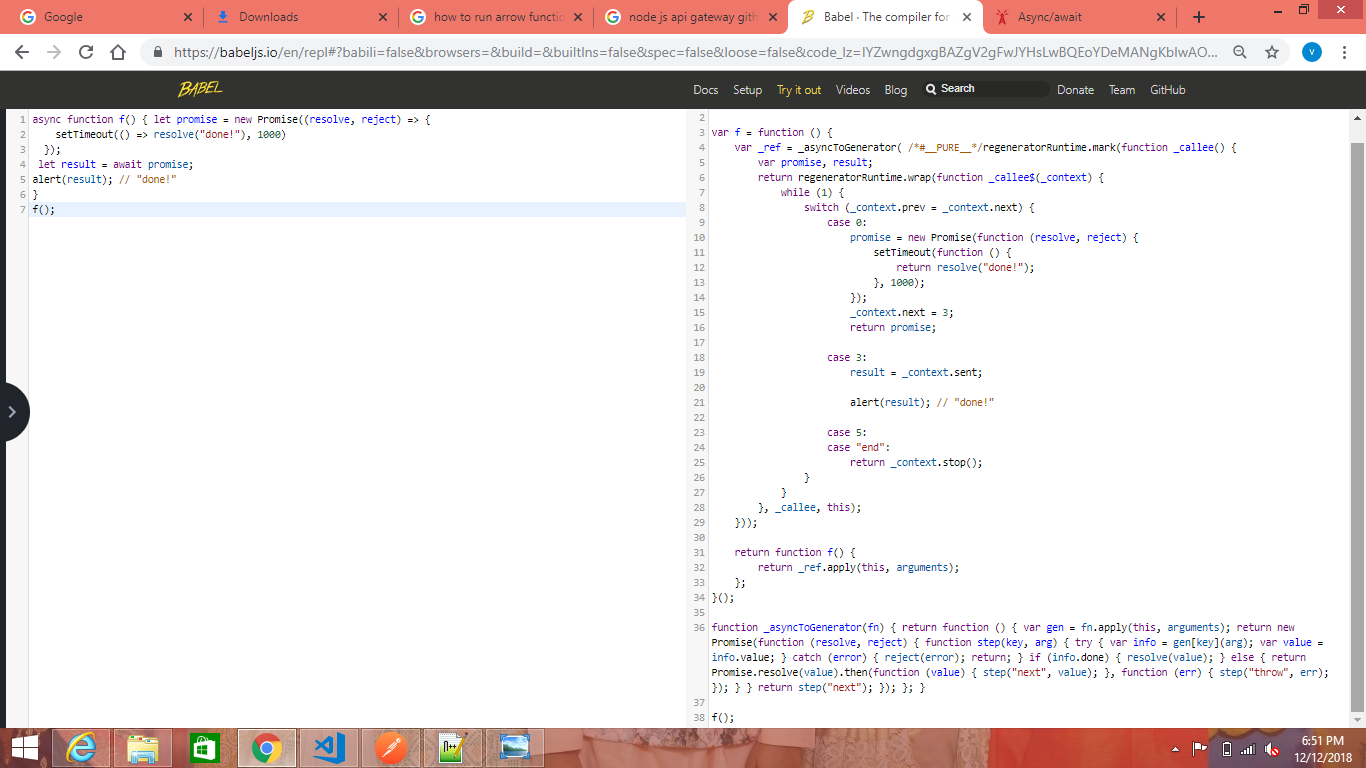 Google
Downloads
how to run arrow functio
node js api gateway gith
Babel · The compiler for
Async/await
https://babeljs.io/en/repl#?babili=false&browsers=&build=&builtIns=false&spec=false&loose=false&code_lz=IYZwngdgxgBAZgV2gFwJYHsLwBQEoYDeMANgKbIwAO...
V
BABEL
Docs Setup Try it out Videos Blog Search Donate Team GitHub
1 async function f() { let promise = new Promise((resolve, reject) => {
2 setTimeout(() => resolve("done!"), 1000)
3 });
4 let result = await promise;
5 alert(result); // "done!"
6 }
7 f();
2
3 var f = function () {
4 var _ref = _asyncToGenerator( /*#__PURE__*/regeneratorRuntime.mark(function _callee() {
5 var promise, result;
6 return regeneratorRuntime.wrap(function _callee$(_context) {
7 while (1) {
8 switch (_context.prev = _context.next) {
9 case 0:
10 promise = new Promise(function (resolve, reject) {
11 setTimeout(function () {
12 return resolve("done!");
13 }, 1000);
14 });
15 _context.next = 3;
16 return promise;
17
18 case 3:
19 result = _context.sent;
20
21 alert(result); // "done!"
22
23 case 5:
24 case "end":
25 return _context.stop();
26 }
27 }
28 }, _callee, this);
29 }));
30
31 return function f() {
32 return _ref.apply(this, arguments);
33 };
34 }();
35
36 function _asyncToGenerator(fn) { return function () { var gen = fn.apply(this, arguments); return new
Promise(function (resolve, reject) { function step(key, arg) { try { var info = gen[key](arg); var value =
info.value; } catch (error) { reject(error); return; } if (info.done) { resolve(value); } else { return
Promise.resolve(value).then(function (value) { step("next", value); }, function (err) { step("throw", err);
}); } } return step("next"); }); }; }
37
38 f();
6:51 PM
12/12/2018